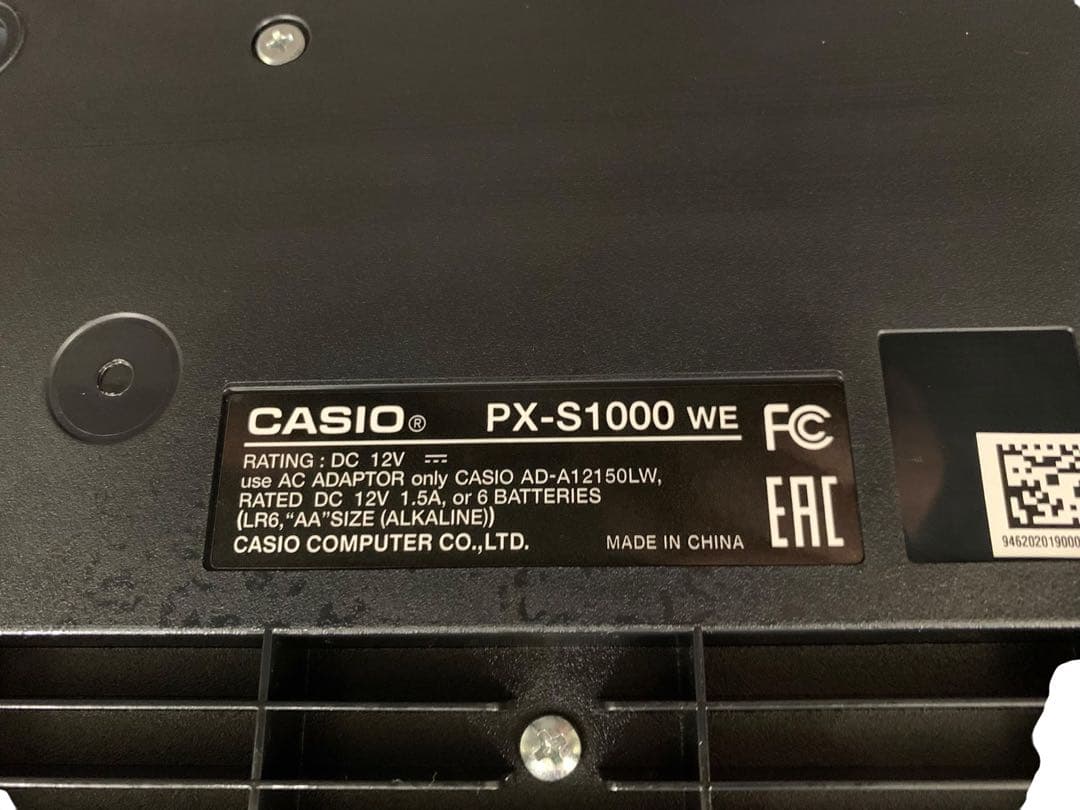 CASIO® PX-S1000 WE
FC
RATING : DC 12V ⎓
use AC ADAPTOR only CASIO AD-A12150LW,
RATED DC 12V 1.5A, or 6 BATTERIES
(LR6,“AA”SIZE (ALKALINE))
CASIO COMPUTER CO.,LTD. MADE IN CHINA
EAC
94620201900